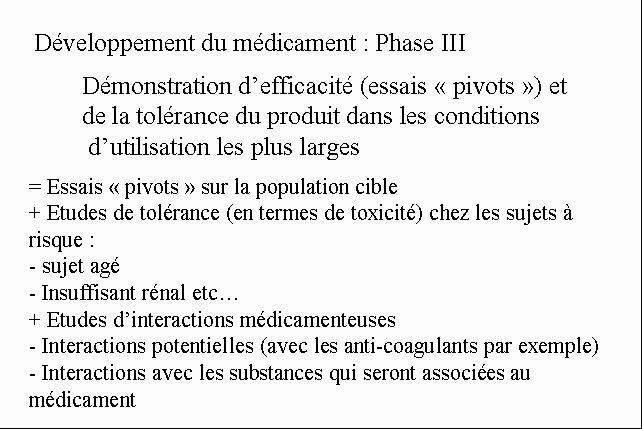 Développement du médicament : Phase III
Démonstration d’efficacité (essais « pivots ») et
de la tolérance du produit dans les conditions
d’utilisation les plus larges
= Essais « pivots » sur la population cible
+ Etudes de tolérance (en termes de toxicité) chez les sujets à
risque :
- sujet agé
- Insuffisant rénal etc…
+ Etudes d’interactions médicamenteuses
- Interactions potentielles (avec les anti-coagulants par exemple)
- Interactions avec les substances qui seront associées au
médicament